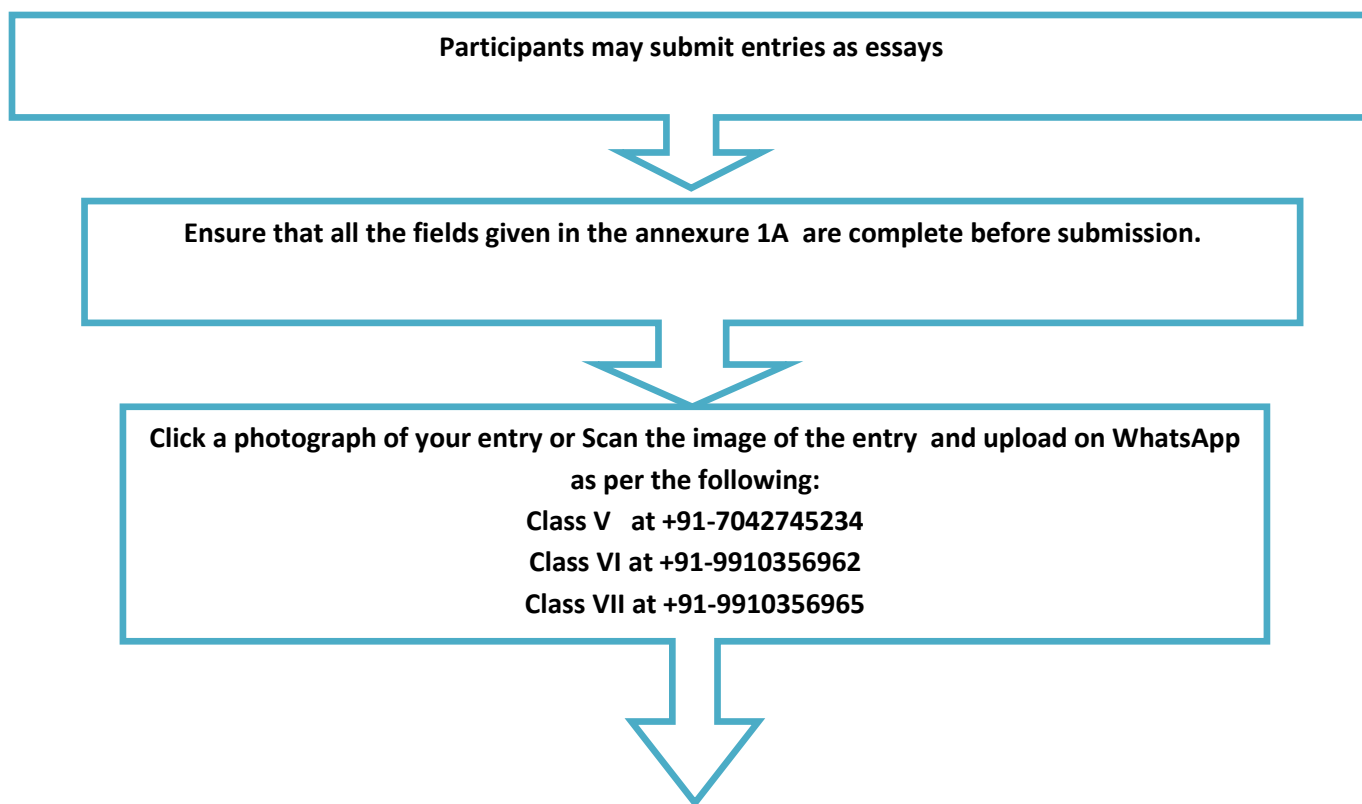 Participants may submit entries as essays
Ensure that all the fields given in the annexure 1A are complete before submission.
Click a photograph of your entry or Scan the image of the entry and upload on WhatsApp
as per the following:
Class V at +91-7042745234
Class VI at +91-9910356962
Class VII at +91-9910356965